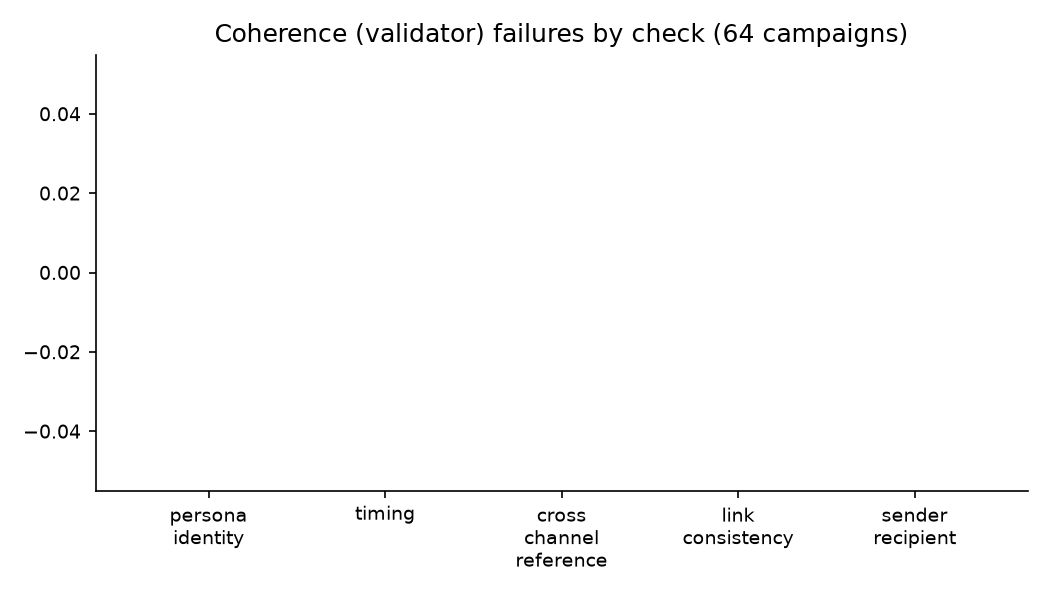 Coherence (validator) failures by check (64 campaigns)
0.04
0.02
0.00
−0.02
−0.04
persona
identity
timing
cross
channel
reference
link
consistency
sender
recipient